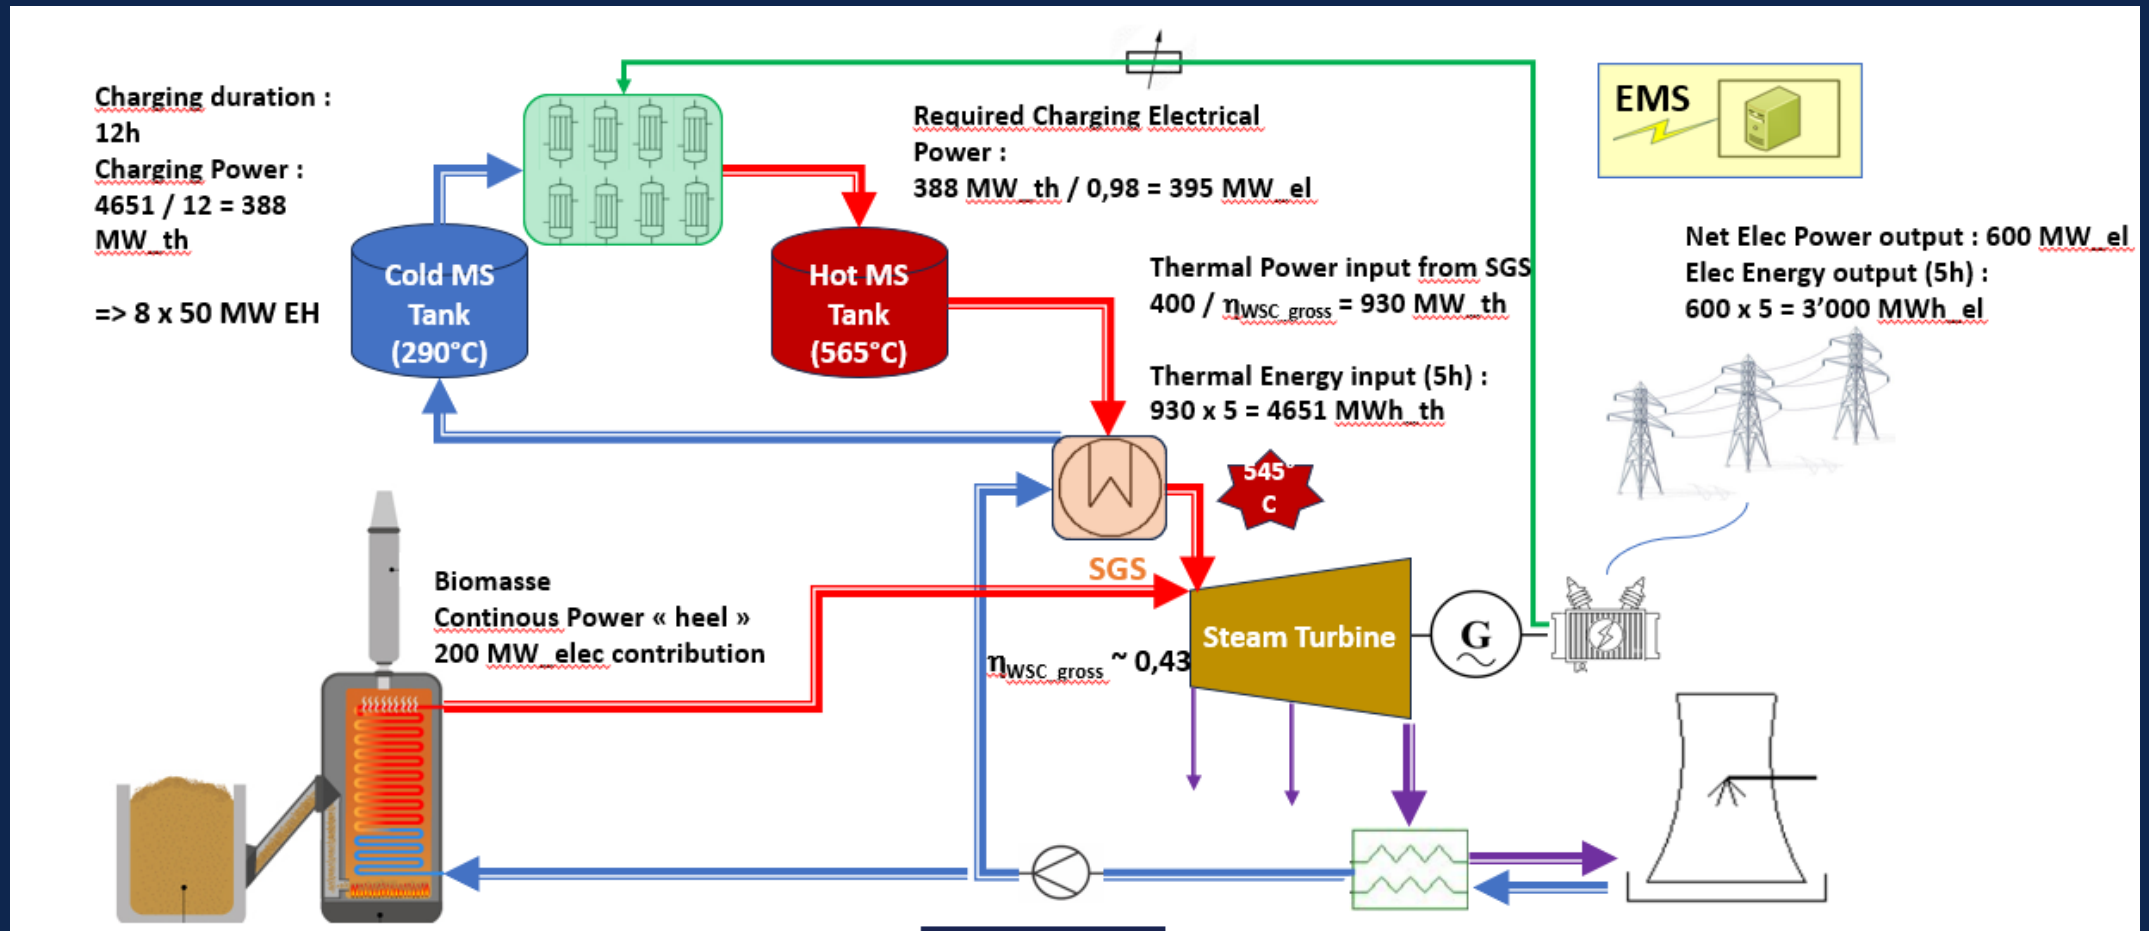 Charging duration :
12h
Charging Power :
4651 / 12 = 388
MW_th
=> 8 x 50 MW EH
Cold MS
Tank
(290°C)
Hot MS
Tank
(565°C)
Required Charging Electrical
Power :
388 MW_th / 0,98 = 395 MW_el
EMS
Net Elec Power output : 600 MW_el
Elec Energy output (5h) :
600 x 5 = 3’000 MWh_el
Thermal Power input from SGS
400 / ηWSC_gross = 930 MW_th
Thermal Energy input (5h) :
930 x 5 = 4651 MWh_th
545°
C
SGS
Biomasse
Continous Power « heel »
200 MW_elec contribution
ηWSC_gross ~ 0,43
Steam Turbine
G